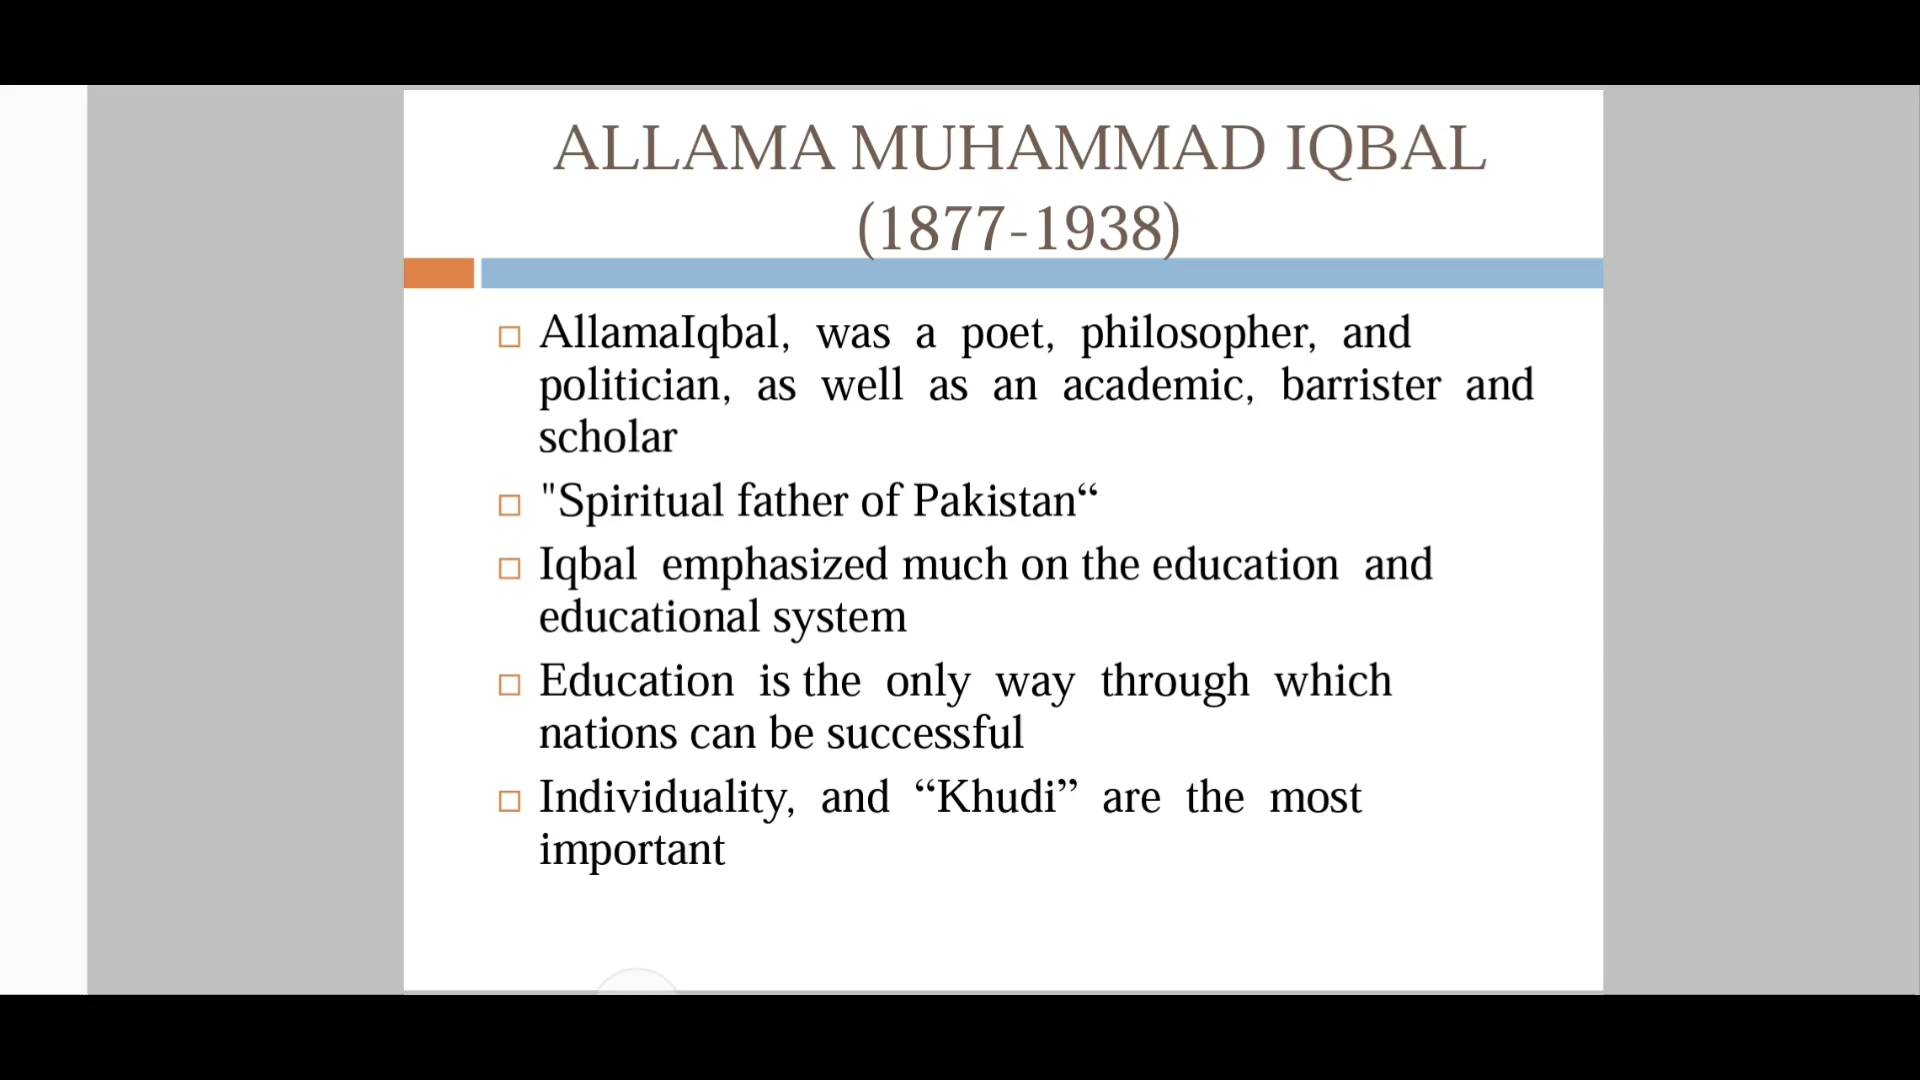 ALLAMA MUHAMMAD IQBAL
(1877-1938)
AllamaIqbal, was a poet, philosopher, and
politician, as well as an academic, barrister and
scholar
"Spiritual father of Pakistan“
Iqbal emphasized much on the education and
educational system
Education is the only way through which
nations can be successful
Individuality, and “Khudi” are the most
important